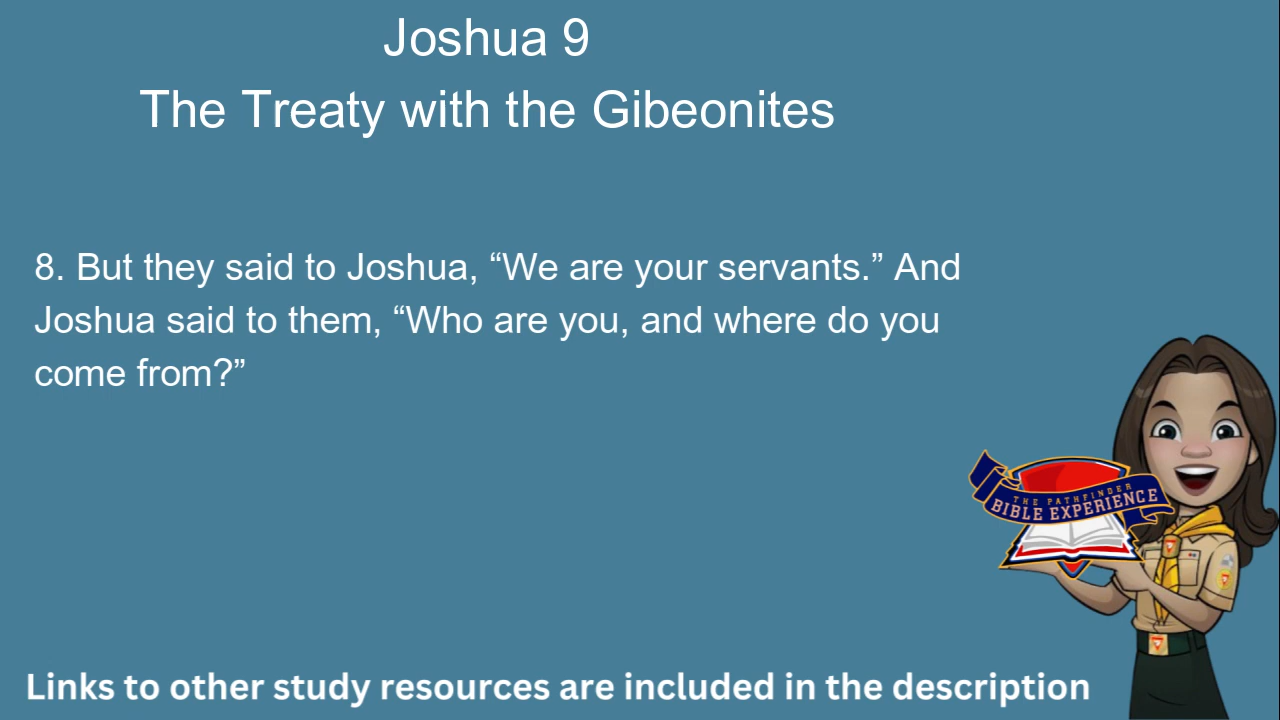 Joshua 9
The Treaty with the Gibeonites
8. But they said to Joshua, “We are your servants.” And
Joshua said to them, “Who are you, and where do you
come from?”
THE PATHFINDER
BIBLE EXPERIENCE
Links to other study resources are included in the description